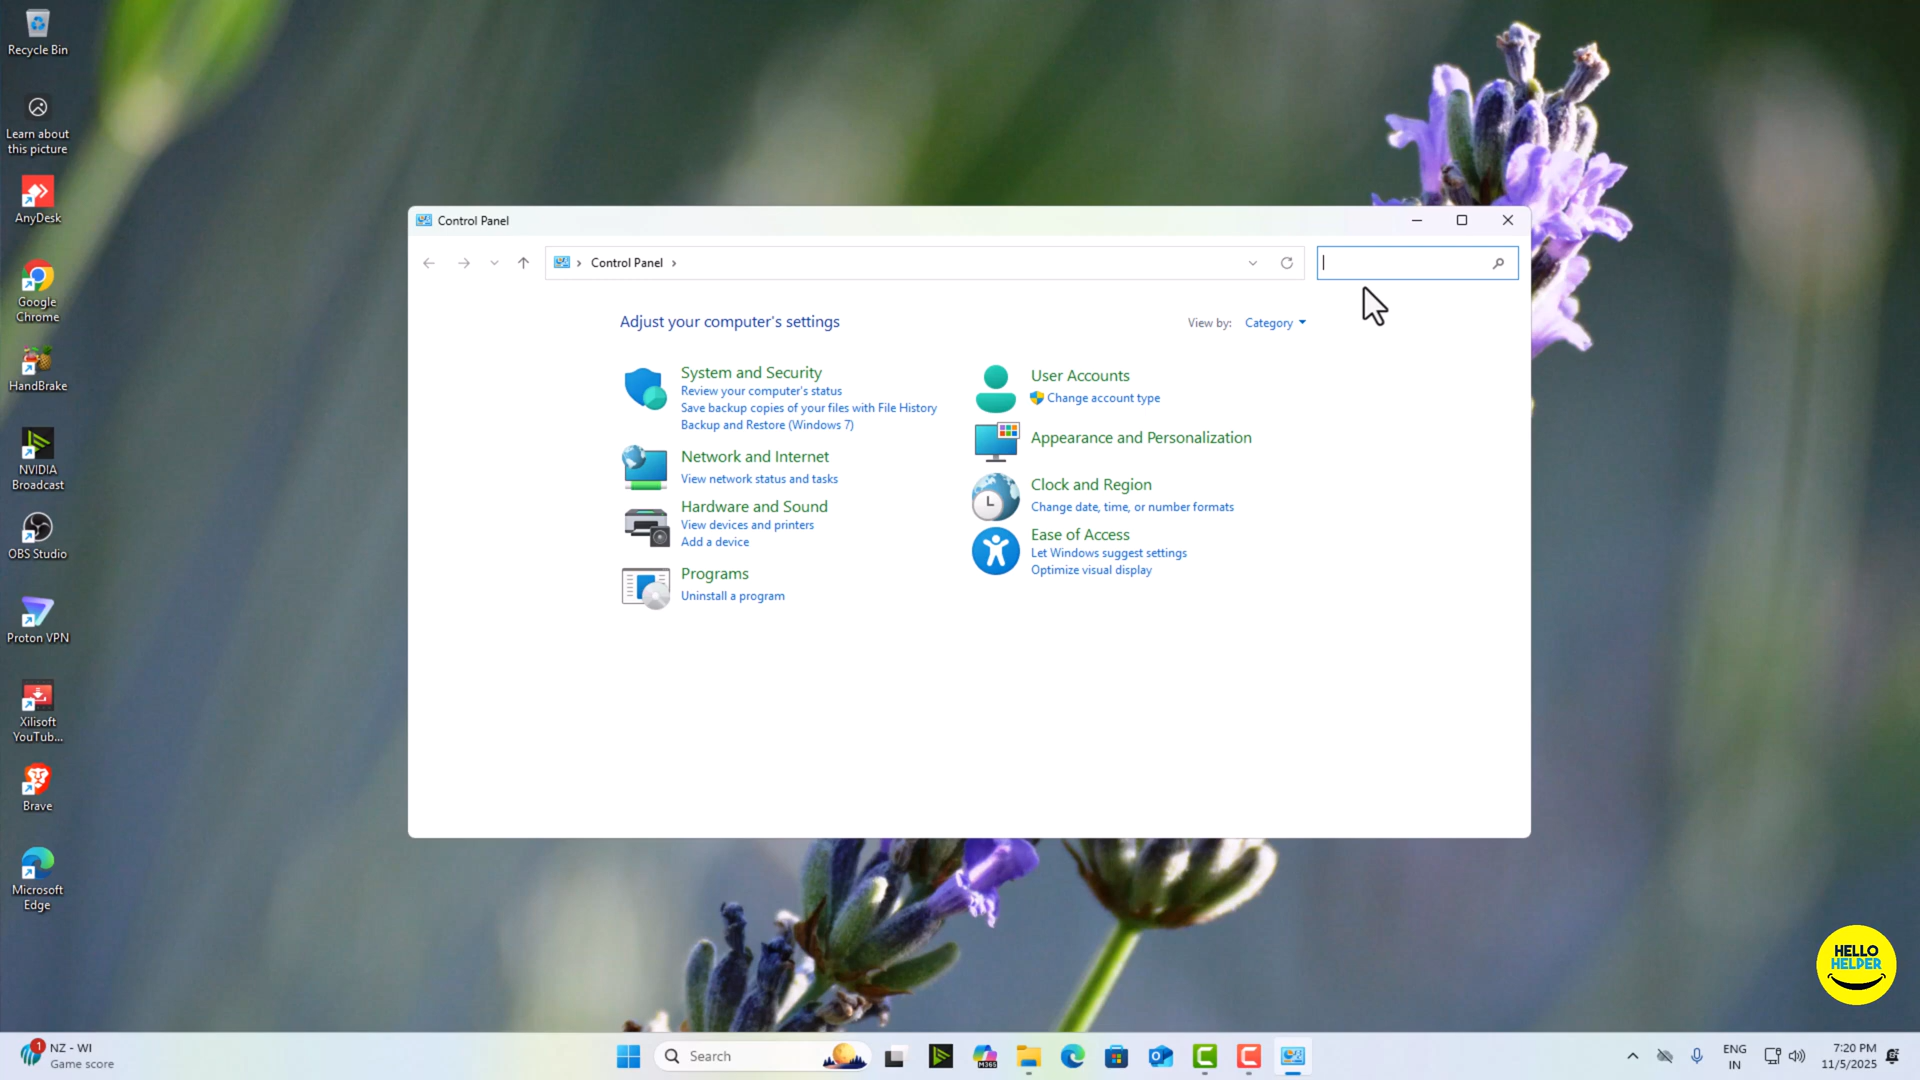 Recycle Bin
Learn about
this picture
AnyDesk
Google
Chrome
HandBrake
NVIDIA
Broadcast
OBS Studio
Proton VPN
Xilisoft
YouTub...
Brave
Microsoft
Edge
Control Panel
Control Panel
Adjust your computer's settings
View by: Category
System and Security
Review your computer's status
Save backup copies of your files with File History
Backup and Restore (Windows 7)
Network and Internet
View network status and tasks
Hardware and Sound
View devices and printers
Add a device
Programs
Uninstall a program
User Accounts
Change account type
Appearance and Personalization
Clock and Region
Change date, time, or number formats
Ease of Access
Let Windows suggest settings
Optimize visual display
HELLO
HELPER
1
NZ - WI
Game score
Search
M365
ENG
IN
7:20 PM
11/5/2025